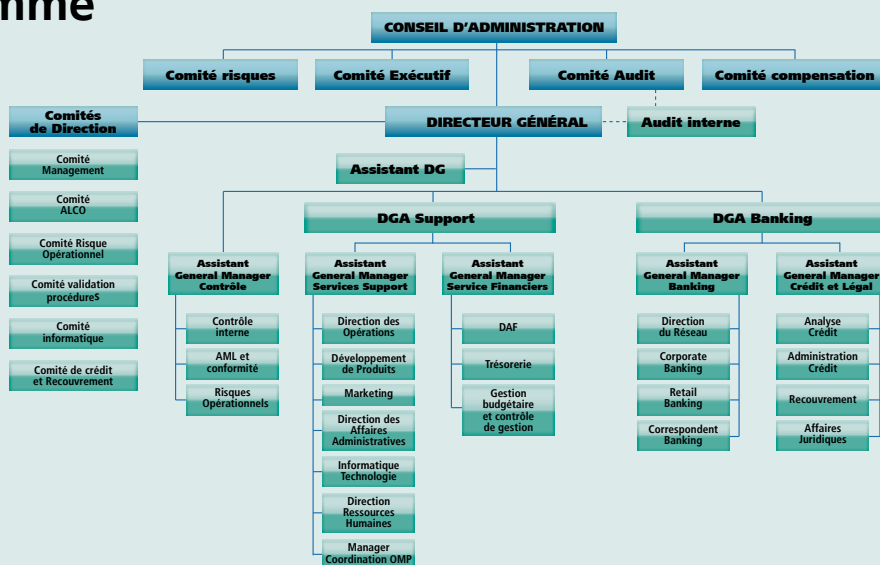 CONSEIL D'ADMINISTRATION
Comité risques
Comité Exécutif
Comité Audit
Comité compensation
Comités
de Direction
DIRECTEUR GÉNÉRAL
Audit interne
Comité
Management
Comité
ALCO
Comité Risque
Opérationnel
Comité validation
procédures
Comité
informatique
Comité de crédit
et Recouvrement
Assistant DG
DGA Support
DGA Banking
Assistant
General Manager
Contrôle
Assistant
General Manager
Services Support
Assistant
General Manager
Service Financiers
Assistant
General Manager
Banking
Assistant
General Manager
Crédit et Légal
Contrôle
interne
AML et
conformité
Risques
Opérationnels
Direction des
Opérations
Développement
de Produits
Marketing
Direction des
Affaires
Administratives
Informatique
Technologie
Direction
Ressources
Humaines
Manager
Coordination OMP
DAF
Trésorerie
Gestion
budgétaire
et contrôle
de gestion
Direction
du Réseau
Corporate
Banking
Retail
Banking
Correspondent
Banking
Analyse
Crédit
Administration
Crédit
Recouvrement
Affaires
Juridiques